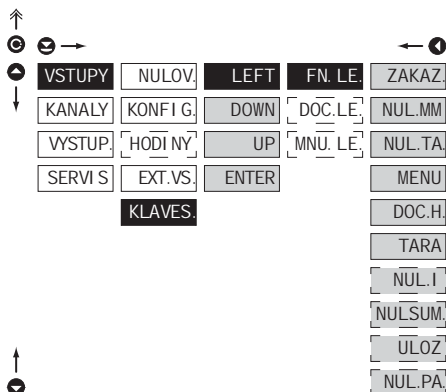 VSTUPY NULOV. LEFT FN. LE. ZAKAZ.
KANALY KONFIG. DOWN DOC.LE. NUL.MM
VYSTUP. HODINY UP MNU. LE. NUL.TA.
SERVIS EXT.VS. ENTER MENU
KLAVES. DOC.H.
TARA
NUL.I
NULSUM.
ULOZ
NUL.PA.